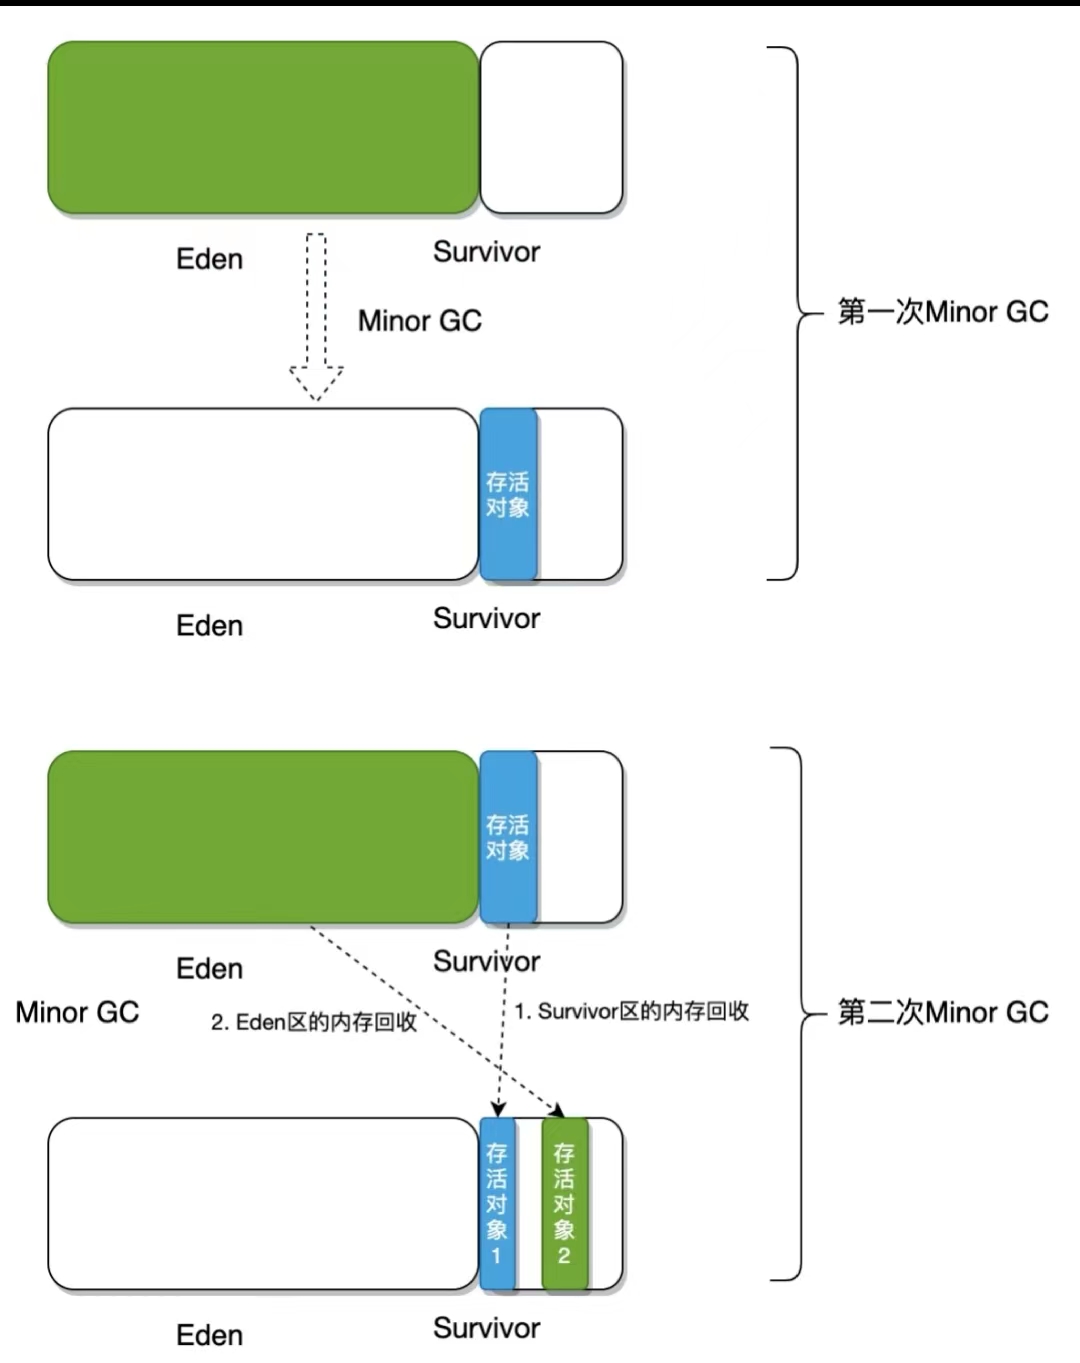 Eden
Survivor
Minor GC
第一次Minor GC
存活
对象
Eden
Survivor
存活
对象
Eden
Survivor
Minor GC
2. Eden区的内存回收
1. Survivor区的内存回收
第二次Minor GC
存
活
对
象
1
存
活
对
象
2
Eden
Survivor